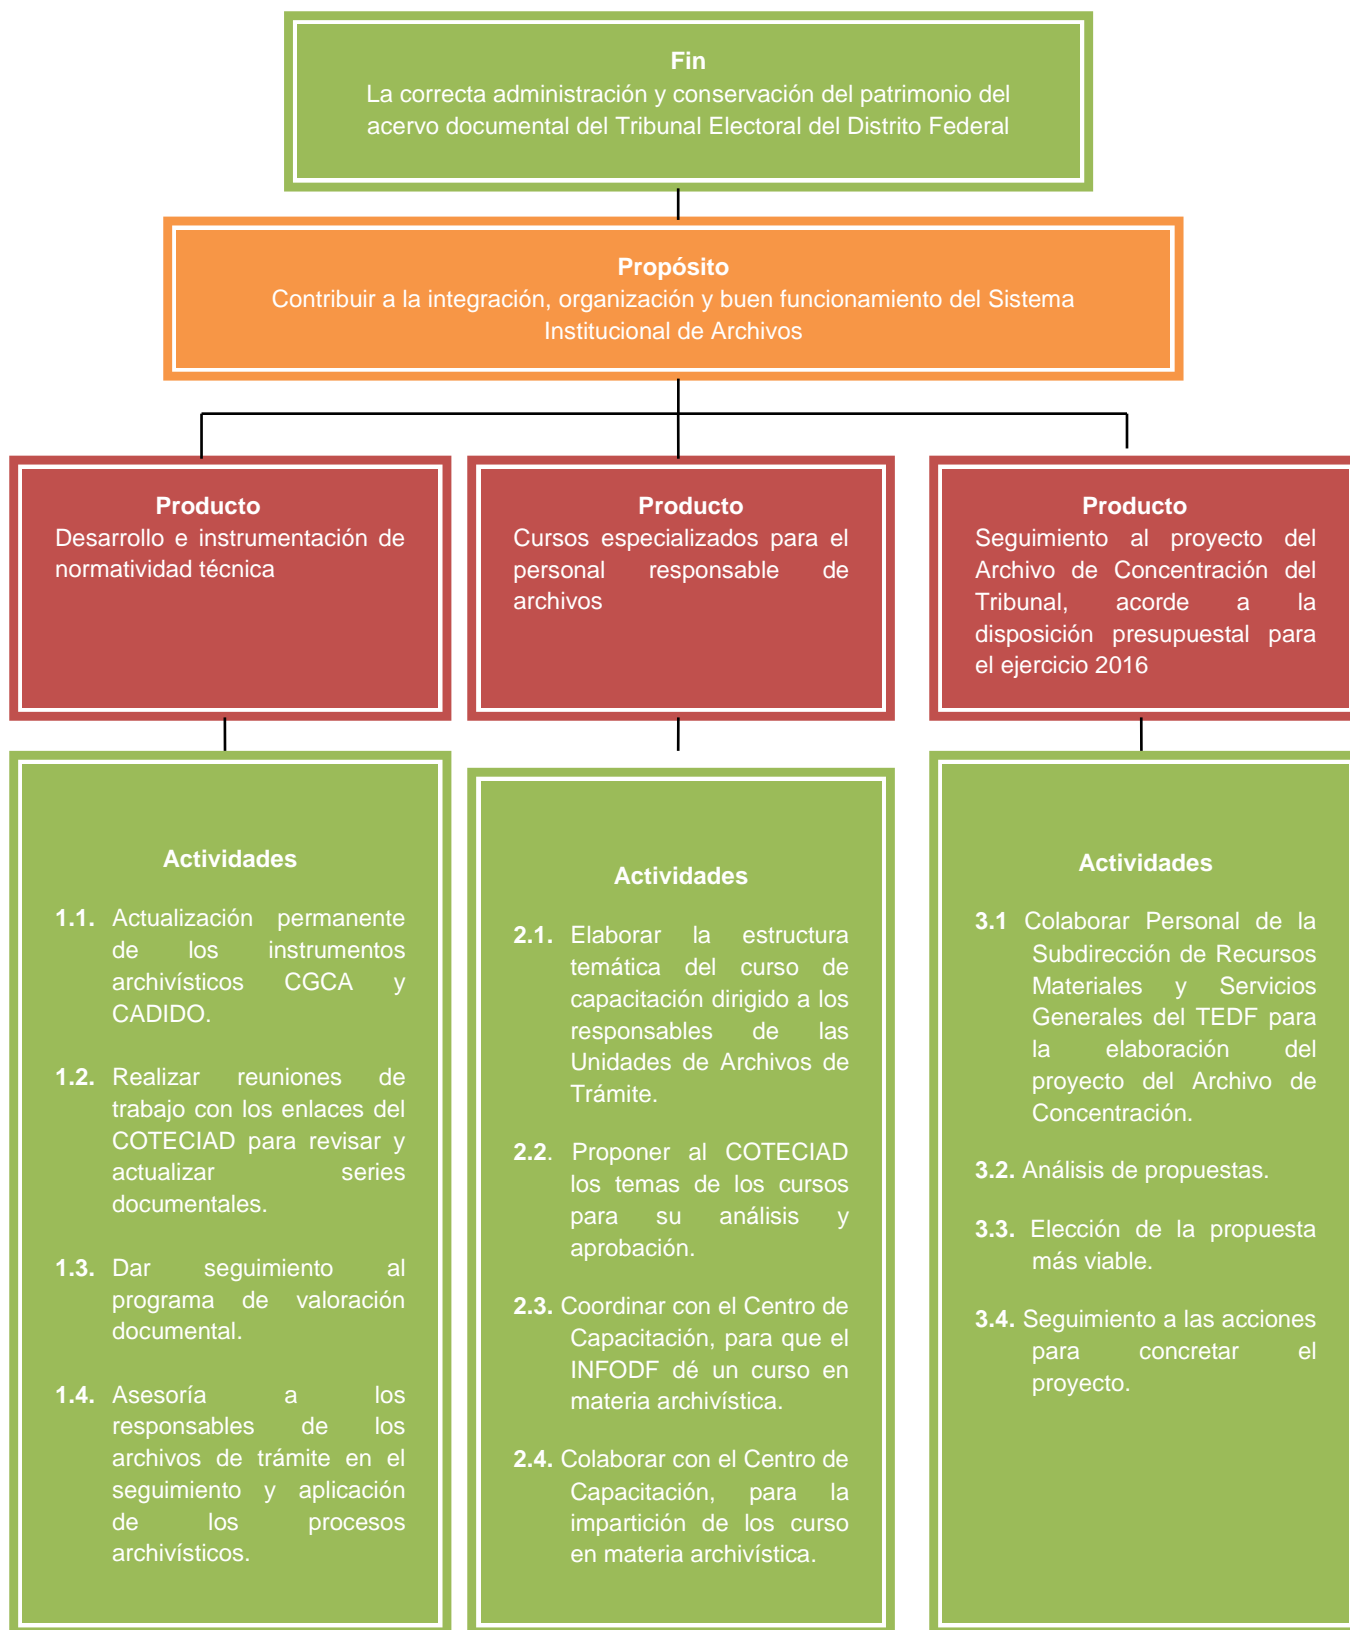 Fin
La correcta administración y conservación del patrimonio del
acervo documental del Tribunal Electoral del Distrito Federal
Propósito
Contribuir a la integración, organización y buen funcionamiento del Sistema
Institucional de Archivos
Producto
Desarrollo e instrumentación de
normatividad técnica
Producto
Cursos especializados para el
personal responsable de
archivos
Producto
Seguimiento al proyecto del
Archivo de Concentración del
Tribunal, acorde a la
disposición presupuestal para
el ejercicio 2016
Actividades
1.1. Actualización permanente
de los instrumentos
archivísticos CGCA y
CADIDO.
1.2. Realizar reuniones de
trabajo con los enlaces del
COTECIAD para revisar y
actualizar series
documentales.
1.3. Dar seguimiento al
programa de valoración
documental.
1.4. Asesoría a los
responsables de los
archivos de trámite en el
seguimiento y aplicación
de los procesos
archivísticos.
Actividades
2.1. Elaborar la estructura
temática del curso de
capacitación dirigido a los
responsables de las
Unidades de Archivos de
Trámite.
2.2. Proponer al COTECIAD
los temas de los cursos
para su análisis y
aprobación.
2.3. Coordinar con el Centro de
Capacitación, para que el
INFODF dé un curso en
materia archivística.
2.4. Colaborar con el Centro de
Capacitación, para la
impartición de los curso
en materia archivística.
Actividades
3.1 Colaborar Personal de la
Subdirección de Recursos
Materiales y Servicios
Generales del TEDF para
la elaboración del
proyecto del Archivo de
Concentración.
3.2. Análisis de propuestas.
3.3. Elección de la propuesta
más viable.
3.4. Seguimiento a las acciones
para concretar el
proyecto.